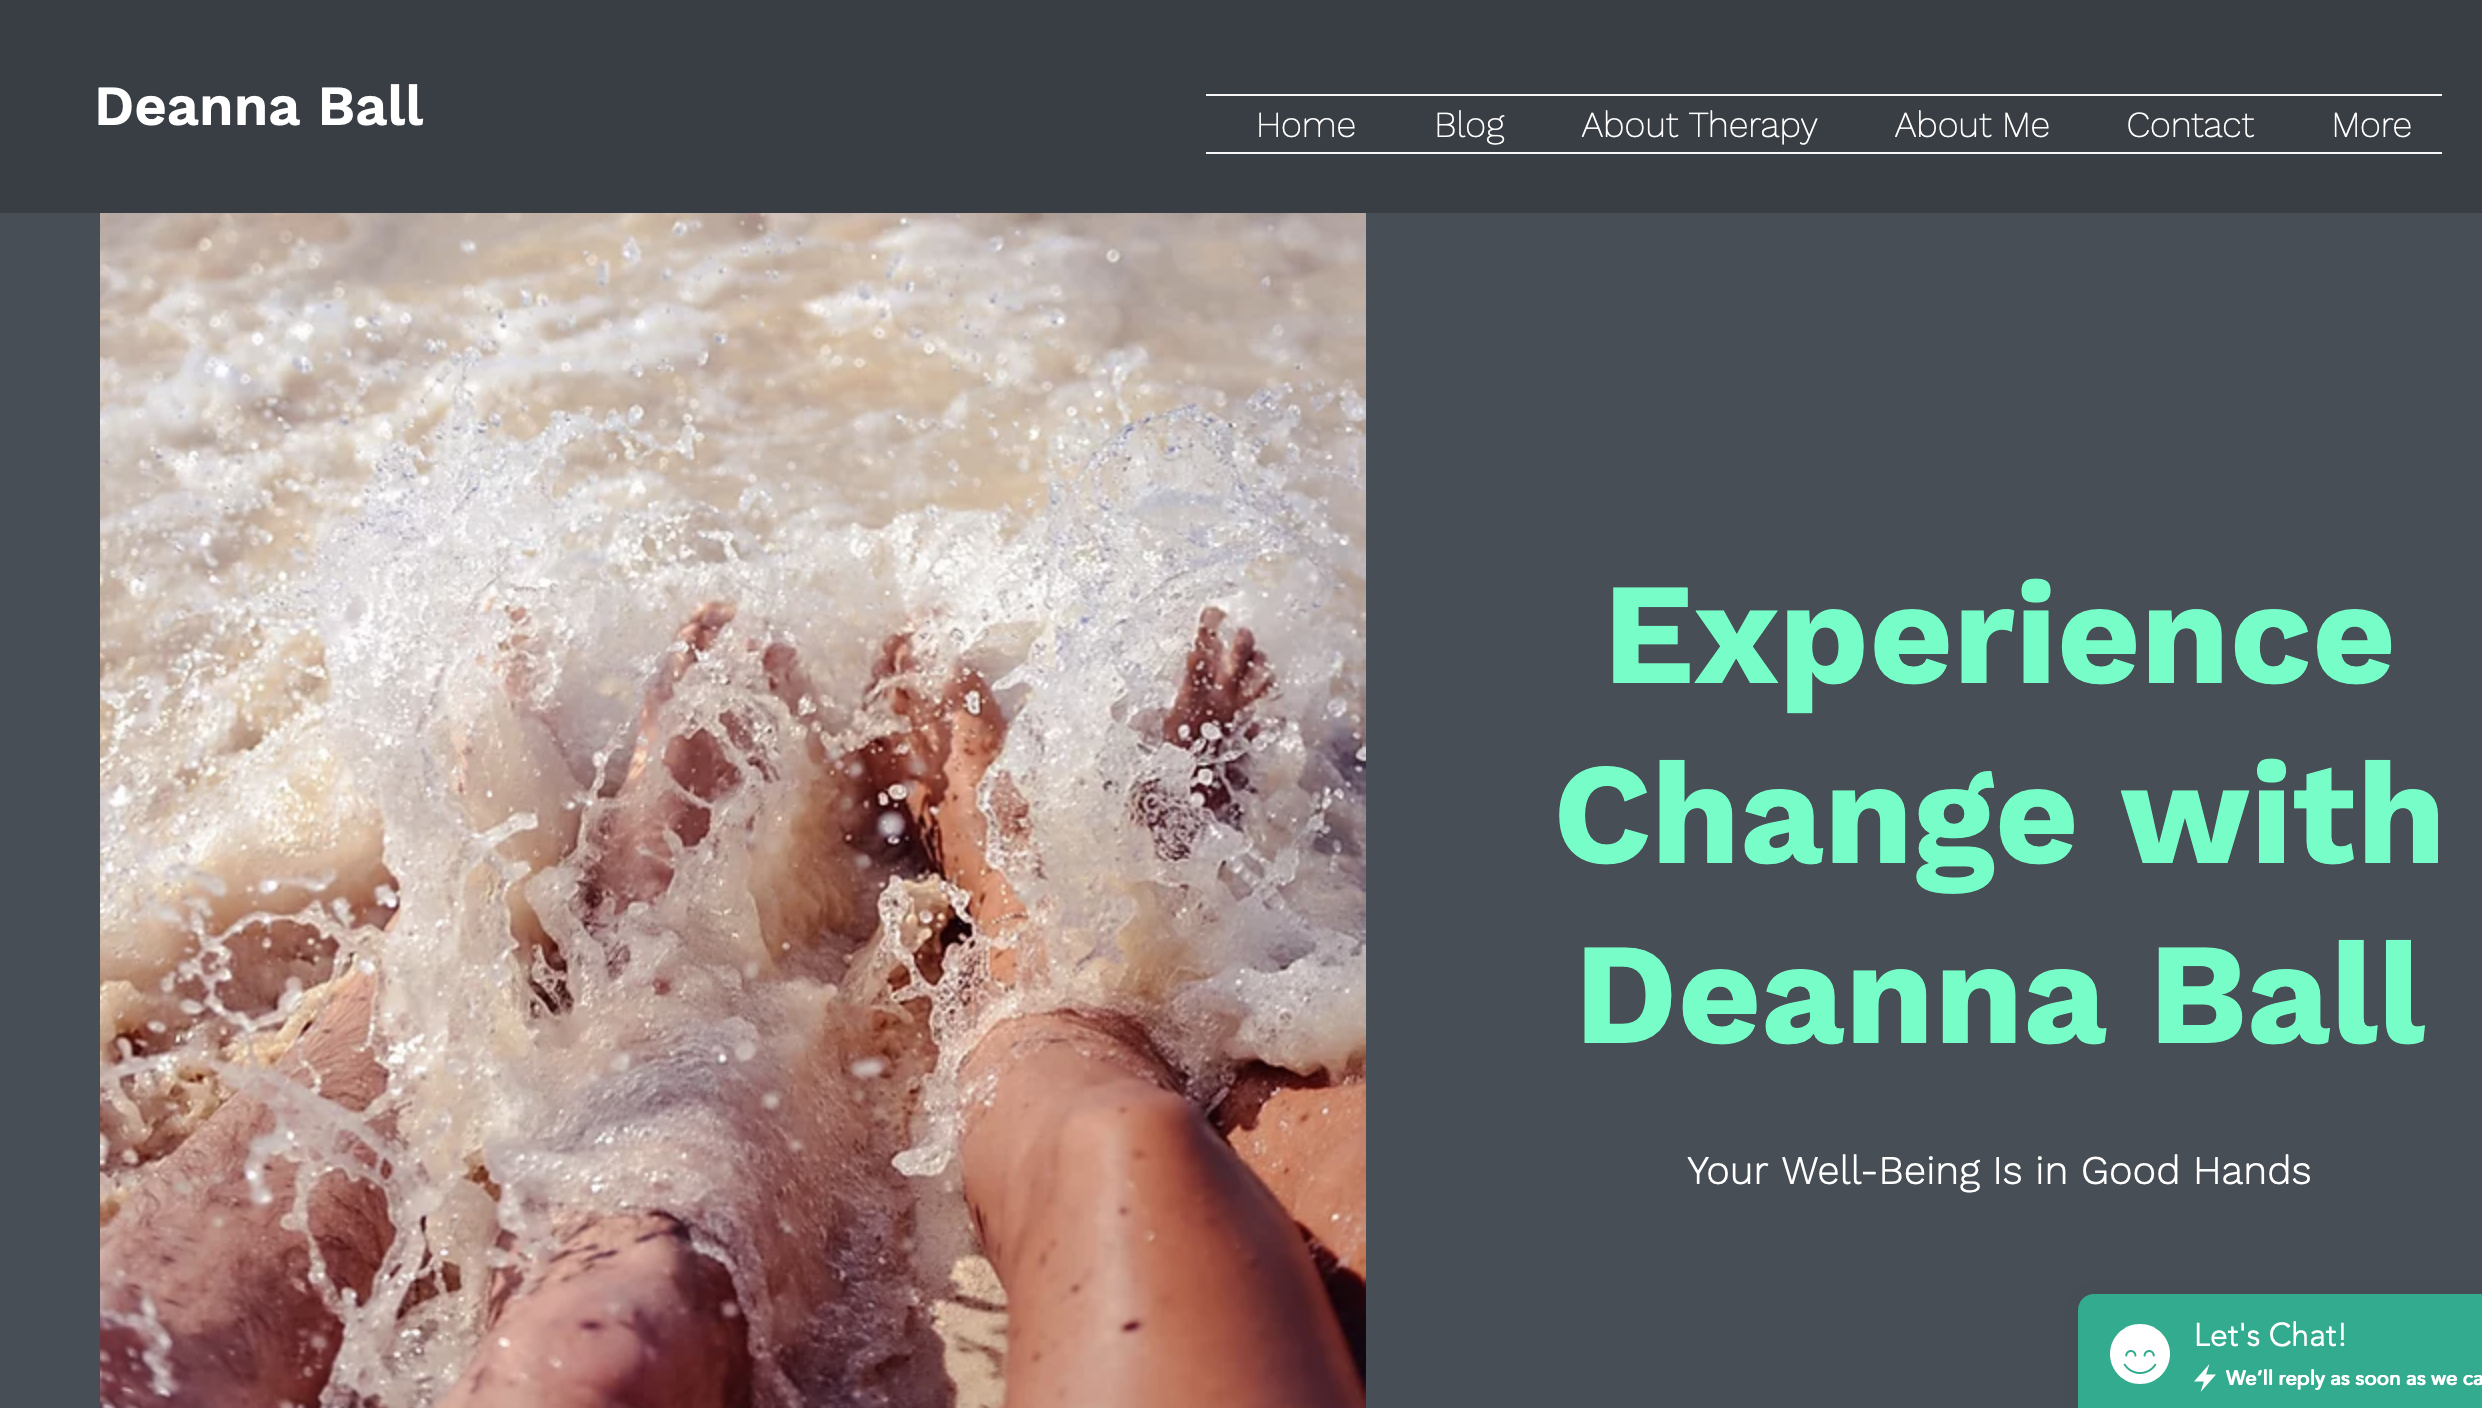 Deanna Ball
Home Blog About Therapy About Me Contact More
Experience
Change with
Deanna Ball
Your Well-Being Is in Good Hands
Let's Chat!
We'll reply as soon as we ca